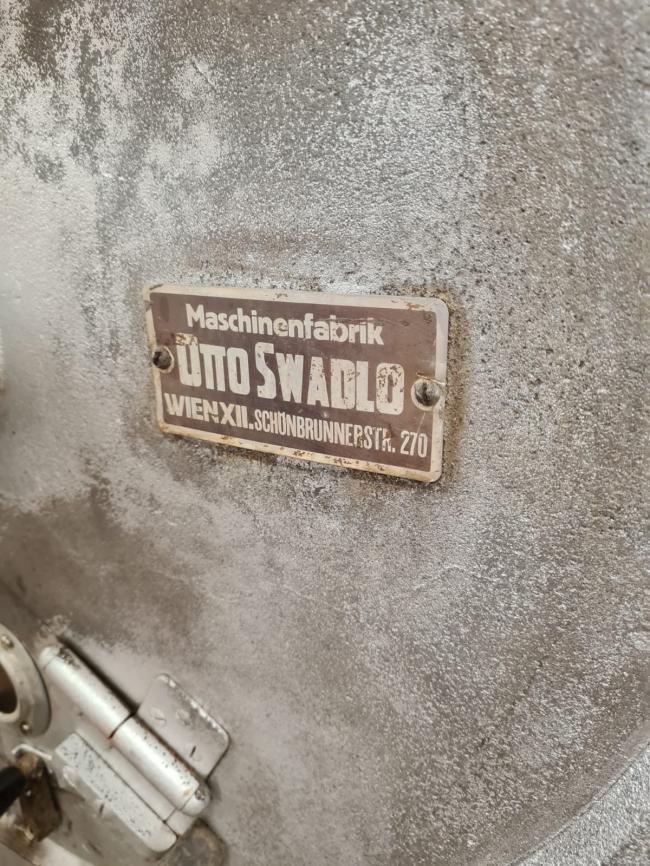 Maschinenfabrik
OTTO SWADLO
WIEN XII. SCHÖNBRUNNERSTR. 270